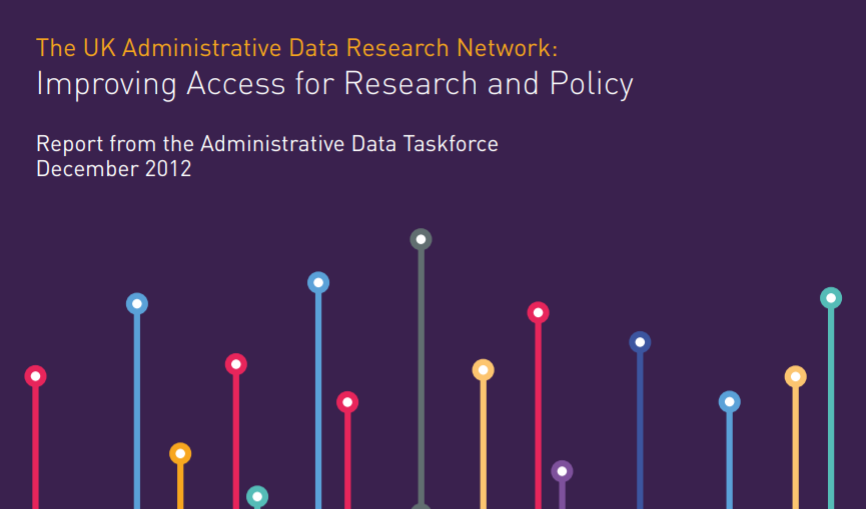 The UK Administrative Data Research Network:
Improving Access for Research and Policy
Report from the Administrative Data Taskforce
December 2012